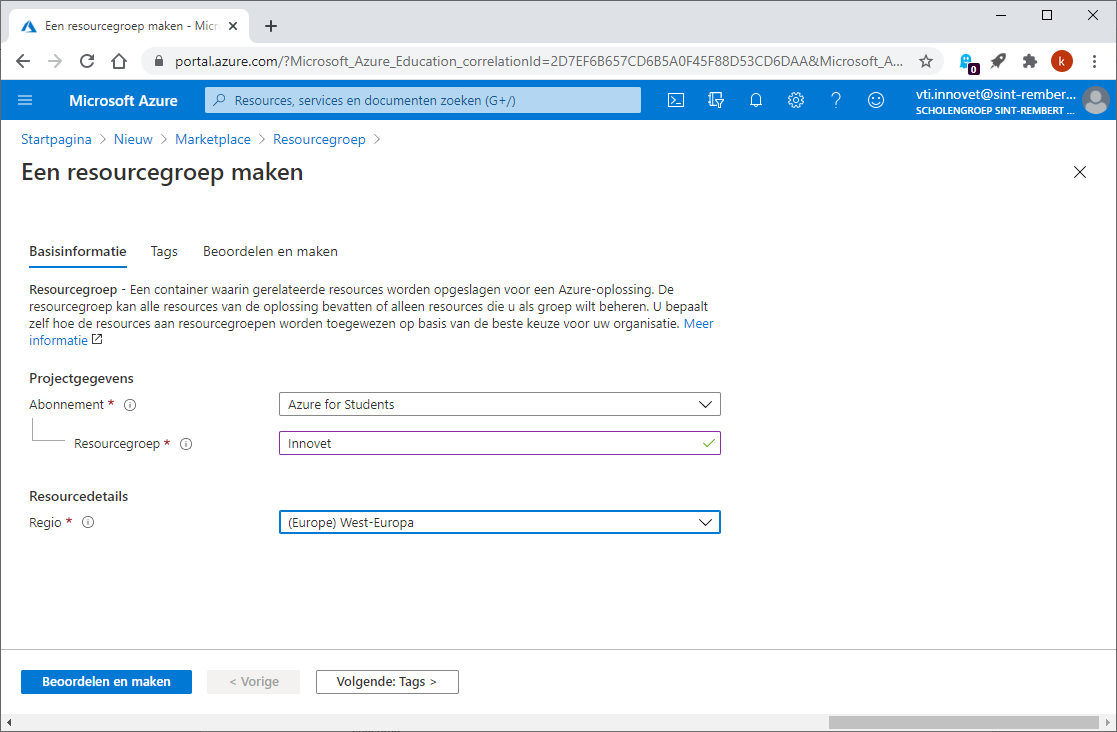 Een resourcegroep maken - Micr
portal.azure.com/?Microsoft_Azure_Education_correlationId=2D7EF6B657CD6B5A0F45F88D53CD6DAA&Microsoft_A...
0
k
Microsoft Azure
Resources, services en documenten zoeken (G+/)
vti.innovet@sint-rember...
SCHOLENGROEP SINT-REMBERT ...
Startpagina > Nieuw > Marketplace > Resourcegroep >
Een resourcegroep maken
Basisinformatie Tags Beoordelen en maken
Resourcegroep - Een container waarin gerelateerde resources worden opgeslagen voor een Azure-oplossing. De
resourcegroep kan alle resources van de oplossing bevatten of alleen resources die u als groep wilt beheren. U bepaalt
zelf hoe de resources aan resourcegroepen worden toegewezen op basis van de beste keuze voor uw organisatie. Meer
informatie
Projectgegevens
Abonnement * Azure for Students
Resourcegroep * Innovet
Resourcedetails
Regio * (Europe) West-Europa
Beoordelen en maken < Vorige Volgende: Tags >